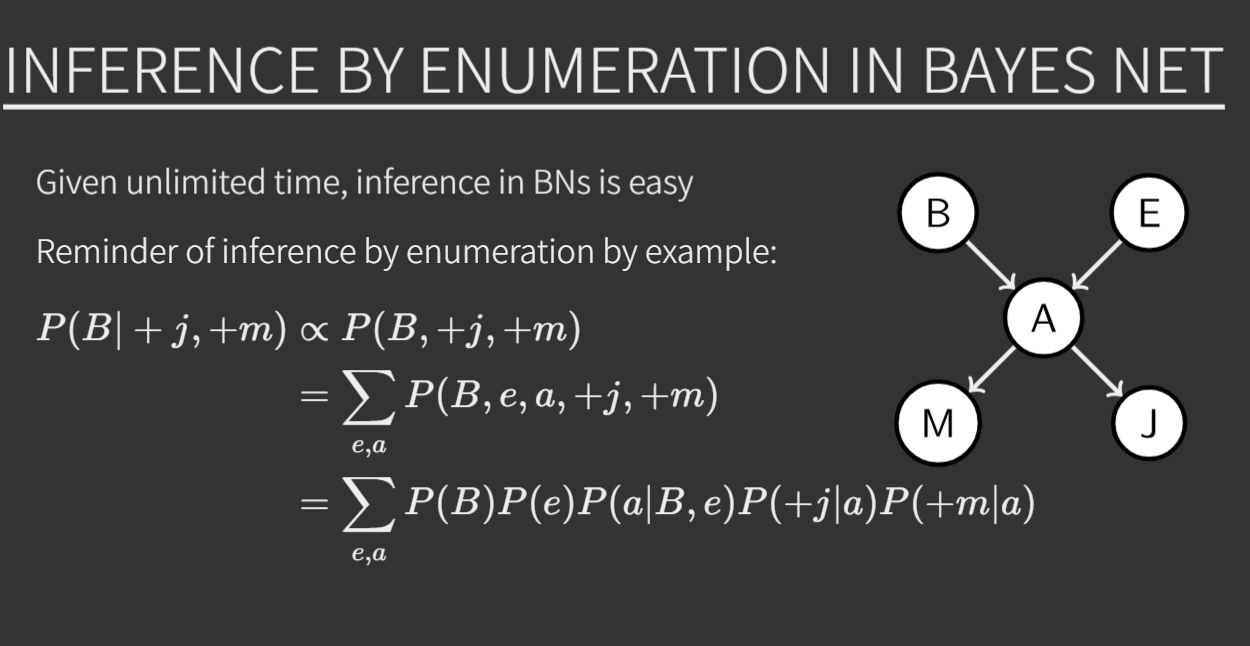 INFERENCE BY ENUMERATION IN BAYES NET
Given unlimited time, inference in BNs is easy
Reminder of inference by enumeration by example:
P(B| + j, +m) ∝ P(B, +j, +m)
= ∑ P(B, e, a, +j, +m)
e,a
= ∑ P(B)P(e)P(a|B, e)P(+j|a)P(+m|a)
e,a
B E
A
M J